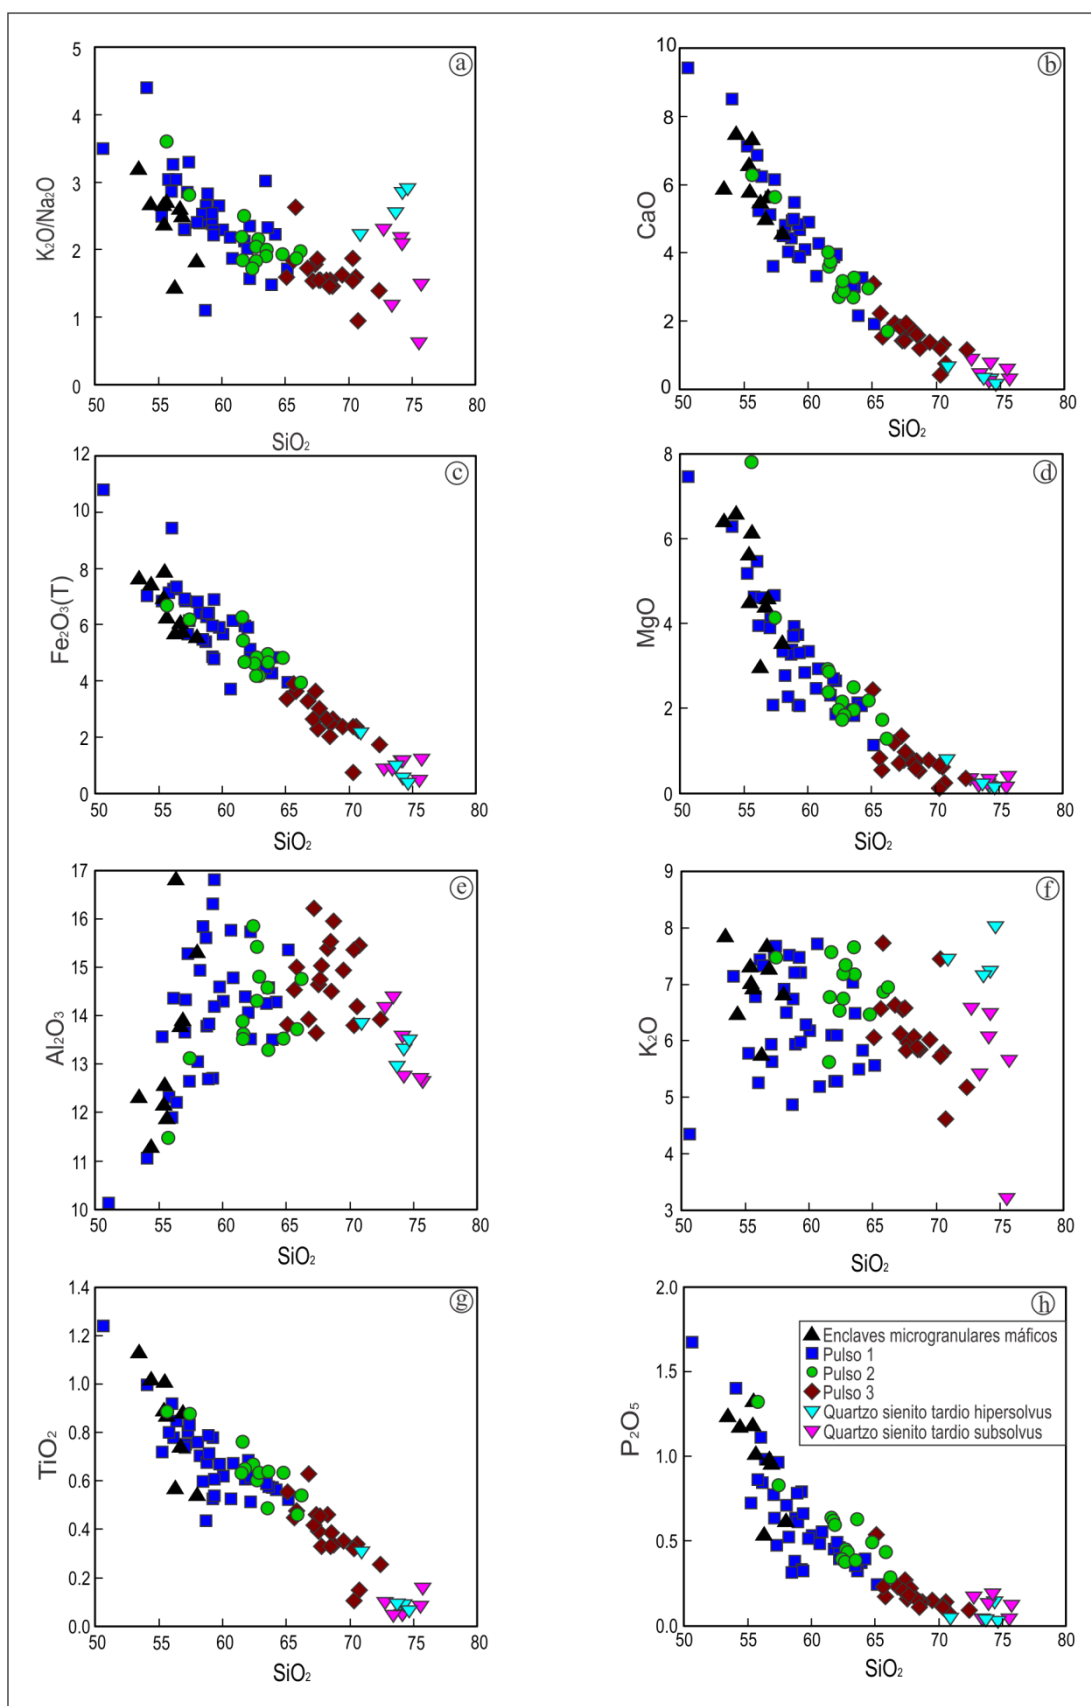 a
K₂O/Na₂O
5
4
3
2
1
0
50 55 60 65 70 75 80
SiO₂
b
CaO
10
8
6
4
2
0
50 55 60 65 70 75 80
SiO₂
c
Fe₂O₃(T)
12
10
8
6
4
2
0
50 55 60 65 70 75 80
SiO₂
d
MgO
8
6
4
2
0
50 55 60 65 70 75 80
SiO₂
e
Al₂O₃
17
16
15
14
13
12
11
10
50 55 60 65 70 75 80
SiO₂
f
K₂O
9
8
7
6
5
4
3
50 55 60 65 70 75 80
SiO₂
g
TiO₂
1.4
1.2
1.0
0.8
0.6
0.4
0.2
0.0
50 55 60 65 70 75 80
SiO₂
h
P₂O₅
2.0
1.5
1.0
0.5
0.0
Enclaves microgranulares máficos
Pulso 1
Pulso 2
Pulso 3
Quartzo sienito tardio hipersolvus
Quartzo sienito tardio subsolvus
50 55 60 65 70 75 80
SiO₂